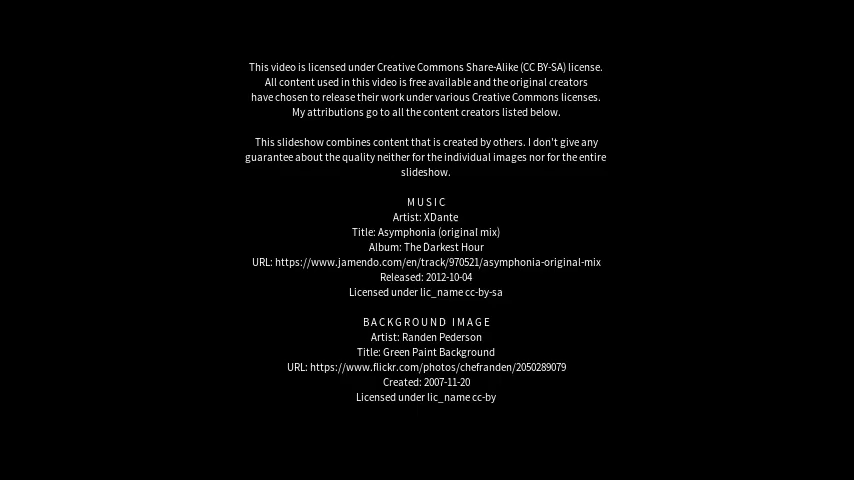 This video is licensed under Creative Commons Share-Alike (CC BY-SA) license.
All content used in this video is free available and the original creators
have chosen to release their work under various Creative Commons licenses.
My attributions go to all the content creators listed below.
This slideshow combines content that is created by others. I don't give any
guarantee about the quality neither for the individual images nor for the entire
slideshow.
MUSIC
Artist: XDante
Title: Asymphonia (original mix)
Album: The Darkest Hour
URL: https://www.jamendo.com/en/track/970521/asymphonia-original-mix
Released: 2012-10-04
Licensed under lic_name cc-by-sa
BACKGROUND IMAGE
Artist: Randen Pederson
Title: Green Paint Background
URL: https://www.flickr.com/photos/chefranden/2050289079
Created: 2007-11-20
Licensed under lic_name cc-by